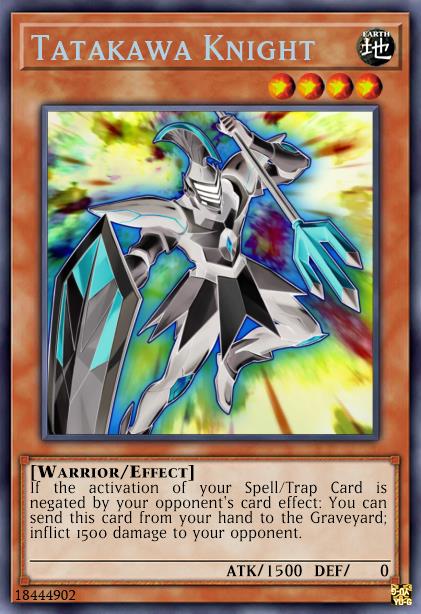 Tatakawa Knight
EARTH
地
[Warrior/Effect]
If the activation of your Spell/Trap Card is
negated by your opponent's card effect: You can
send this card from your hand to the Graveyard;
inflict 1500 damage to your opponent.
ATK/1500 DEF/ 0
18444902